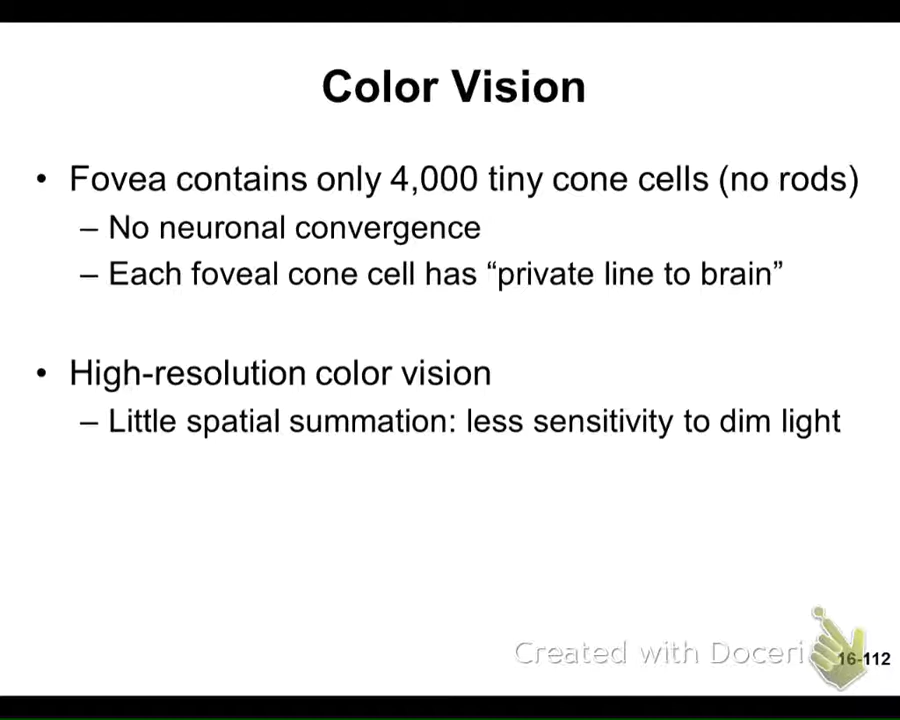 Color Vision
• Fovea contains only 4,000 tiny cone cells (no rods)
– No neuronal convergence
– Each foveal cone cell has “private line to brain”
• High-resolution color vision
– Little spatial summation: less sensitivity to dim light
Created with Doceri
16-112